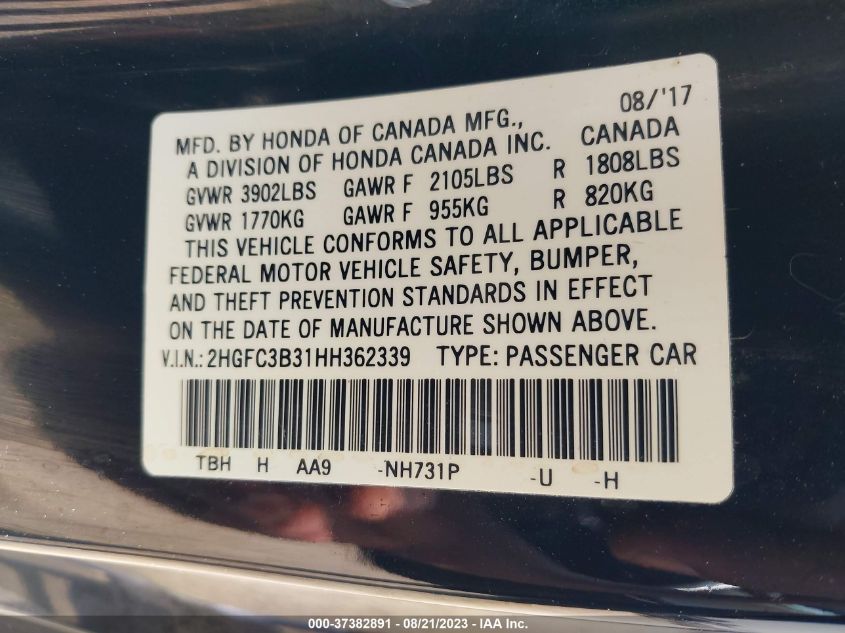 08/'17
MFD. BY HONDA OF CANADA MFG.,
A DIVISION OF HONDA CANADA INC. CANADA
GVWR 3902LBS GAWR F 2105LBS R 1808LBS
GVWR 1770KG GAWR F 955KG R 820KG
THIS VEHICLE CONFORMS TO ALL APPLICABLE
FEDERAL MOTOR VEHICLE SAFETY, BUMPER,
AND THEFT PREVENTION STANDARDS IN EFFECT
ON THE DATE OF MANUFACTURE SHOWN ABOVE.
V.I.N.: 2HGFC3B31HH362339 TYPE: PASSENGER CAR
TBH H AA9 -NH731P -U -H
000-37382891 - 08/21/2023 - IAA Inc.